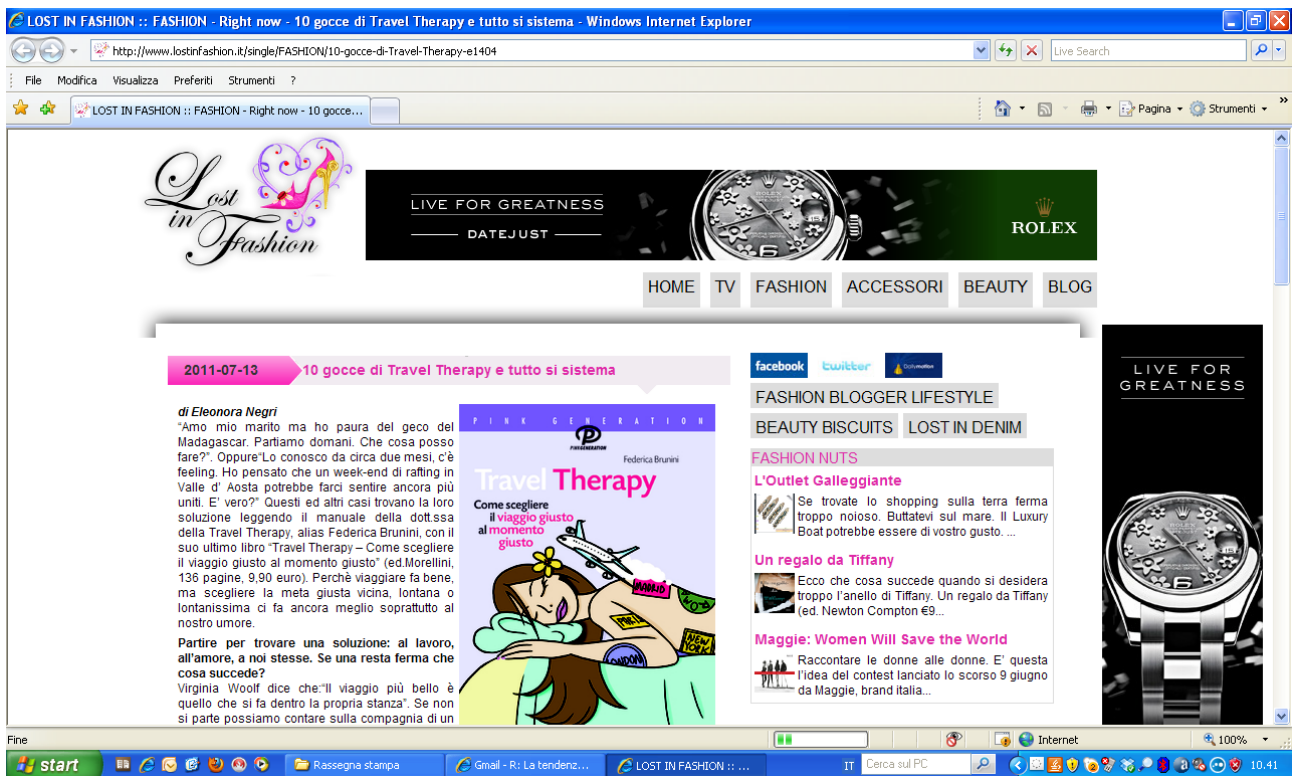 LOST IN FASHION :: FASHION - Right now - 10 gocce di Travel Therapy e tutto si sistema - Windows Internet Explorer
http://www.lostinfashion.it/single/FASHION/10-gocce-di-Travel-Therapy-e1404
Live Search
File Modifica Visualizza Preferiti Strumenti ?
LOST IN FASHION :: FASHION - Right now - 10 gocce...
Pagina Strumenti »
Lost
in
Fashion
LIVE FOR GREATNESS
DATEJUST
ROLEX
HOME TV FASHION ACCESSORI BEAUTY BLOG
2011-07-13 10 gocce di Travel Therapy e tutto si sistema
di Eleonora Negri
“Amo mio marito ma ho paura del geco del
Madagascar. Partiamo domani. Che cosa posso
fare?”. Oppure“Lo conosco da circa due mesi, c'è
feeling. Ho pensato che un week-end di rafting in
Valle d' Aosta potrebbe farci sentire ancora più
uniti. E' vero?” Questi ed altri casi trovano la loro
soluzione leggendo il manuale della dott.ssa
della Travel Therapy, alias Federica Brunini, con il
suo ultimo libro “Travel Therapy – Come scegliere
il viaggio giusto al momento giusto” (ed.Morellini,
136 pagine, 9,90 euro). Perchè viaggiare fa bene,
ma scegliere la meta giusta vicina, lontana o
lontanissima ci fa ancora meglio soprattutto al
nostro umore.
Partire per trovare una soluzione: al lavoro,
all'amore, a noi stesse. Se una resta ferma che
cosa succede?
Virginia Woolf dice che:“Il viaggio più bello è
quello che si fa dentro la propria stanza”. Se non
si parte possiamo contare sulla compagnia di un
PINK GENERATION
PINK GENERATION
Federica Brunini
Travel Therapy
Come scegliere
il viaggio giusto
al momento
giusto
MADRID
PARI
NEW
YORK
LONDON
facebook twitter Dailymotion
FASHION BLOGGER LIFESTYLE
BEAUTY BISCUITS LOST IN DENIM
FASHION NUTS
L'Outlet Galleggiante
Se trovate lo shopping sulla terra ferma
troppo noioso. Buttatevi sul mare. Il Luxury
Boat potrebbe essere di vostro gusto. ...
Un regalo da Tiffany
Ecco che cosa succede quando si desidera
troppo l'anello di Tiffany. Un regalo da Tiffany
(ed. Newton Compton €9...
Maggie: Women Will Save the World
Raccontare le donne alle donne. E' questa
l'idea del contest lanciato lo scorso 9 giugno
da Maggie, brand italia...
LIVE FOR
GREATNESS
Fine
Internet
100%
start
Rassegna stampa
Gmail - R: La tendenz...
LOST IN FASHION :: ...
IT
Cerca sul PC
10.41